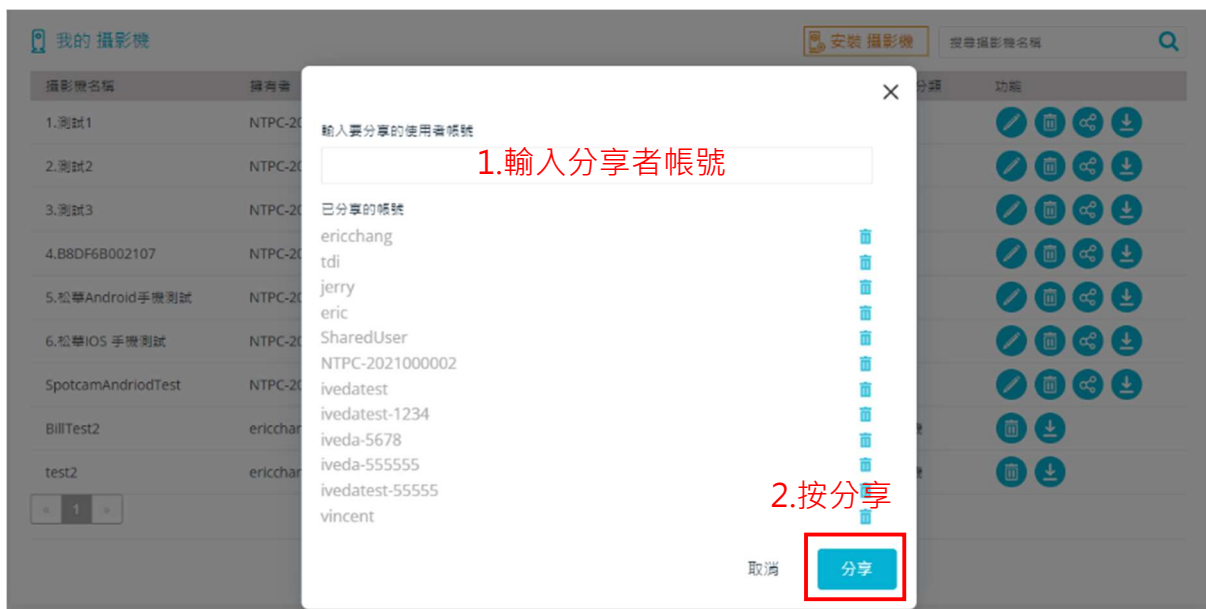 我的 攝影機
安裝 攝影機
搜尋攝影機名稱
攝影機名稱 擁有者 分類 功能
1.測試1 NTPC-20
2.測試2 NTPC-20
3.測試3 NTPC-20
4.B8DF6B002107 NTPC-20
5.松華Android手機測試 NTPC-20
6.松華IOS 手機測試 NTPC-20
SpotcamAndriodTest NTPC-20
BillTest2 ericchar
test2 ericchar
« 1 »
輸入要分享的使用者帳號
1.輸入分享者帳號
已分享的帳號
ericchang
tdi
jerry
eric
SharedUser
NTPC-2021000002
ivedatest
ivedatest-1234
iveda-5678
iveda-555555
ivedatest-55555
vincent
2.按分享
取消 分享